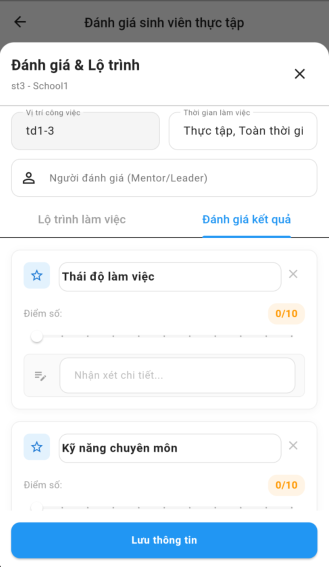 Đánh giá sinh viên thực tập
Đánh giá & Lộ trình
st3 - School1
Vị trí công việc
td1-3
Thời gian làm việc
Thực tập, Toàn thời gi
Người đánh giá (Mentor/Leader)
Lộ trình làm việc
Đánh giá kết quả
Thái độ làm việc
Điểm số:
0/10
Nhận xét chi tiết...
Kỹ năng chuyên môn
Điểm số:
0/10
Lưu thông tin